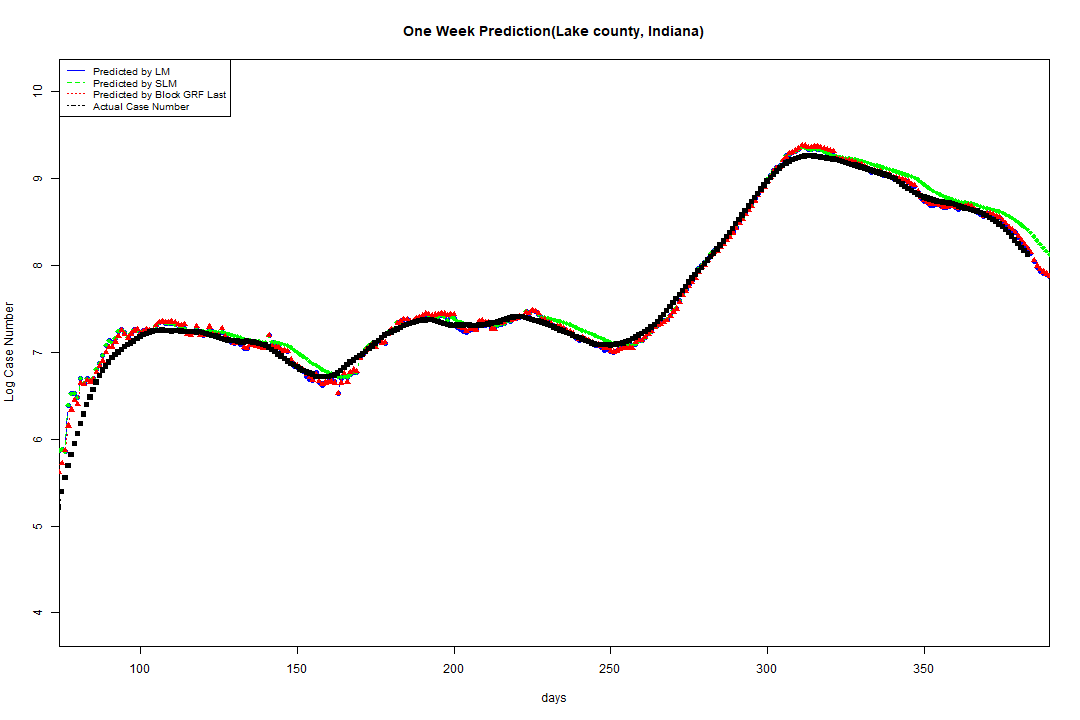 One Week Prediction(Lake county, Indiana)
Predicted by LM
Predicted by SLM
Predicted by Block GRF Last
Actual Case Number
10
9
8
7
6
5
4
Log Case Number
100 150 200 250 300 350
days